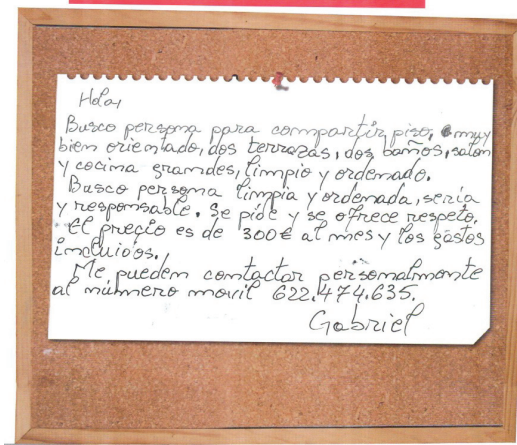 Hola,
Busco persona para compartir piso, muy
bien orientado, dos terrazas, dos baños, salon
y cocina grandes, limpio y ordenado.
Busco persona limpia y ordenada, seria
y responsable. Se pide y se ofrece respeto.
El precio es de 300€ al mes y los gastos
incluidos.
Me pueden contactar personalmente
al número movil 622.474.635.
Gabriel